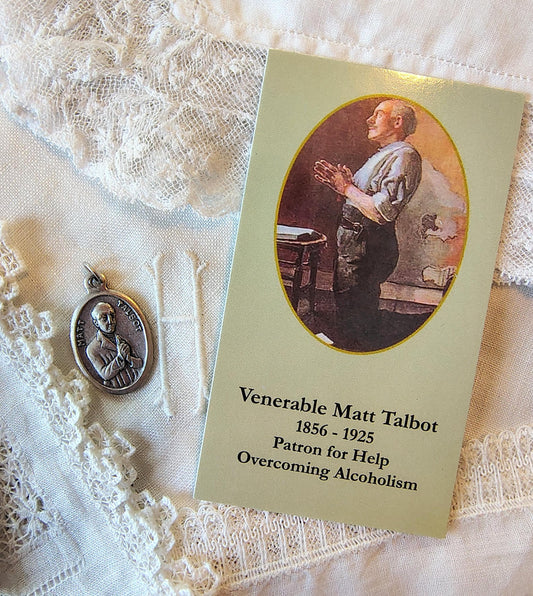 MATT TALBOT
H
Venerable Matt Talbot
1856 - 1925
Patron for Help
Overcoming Alcoholism